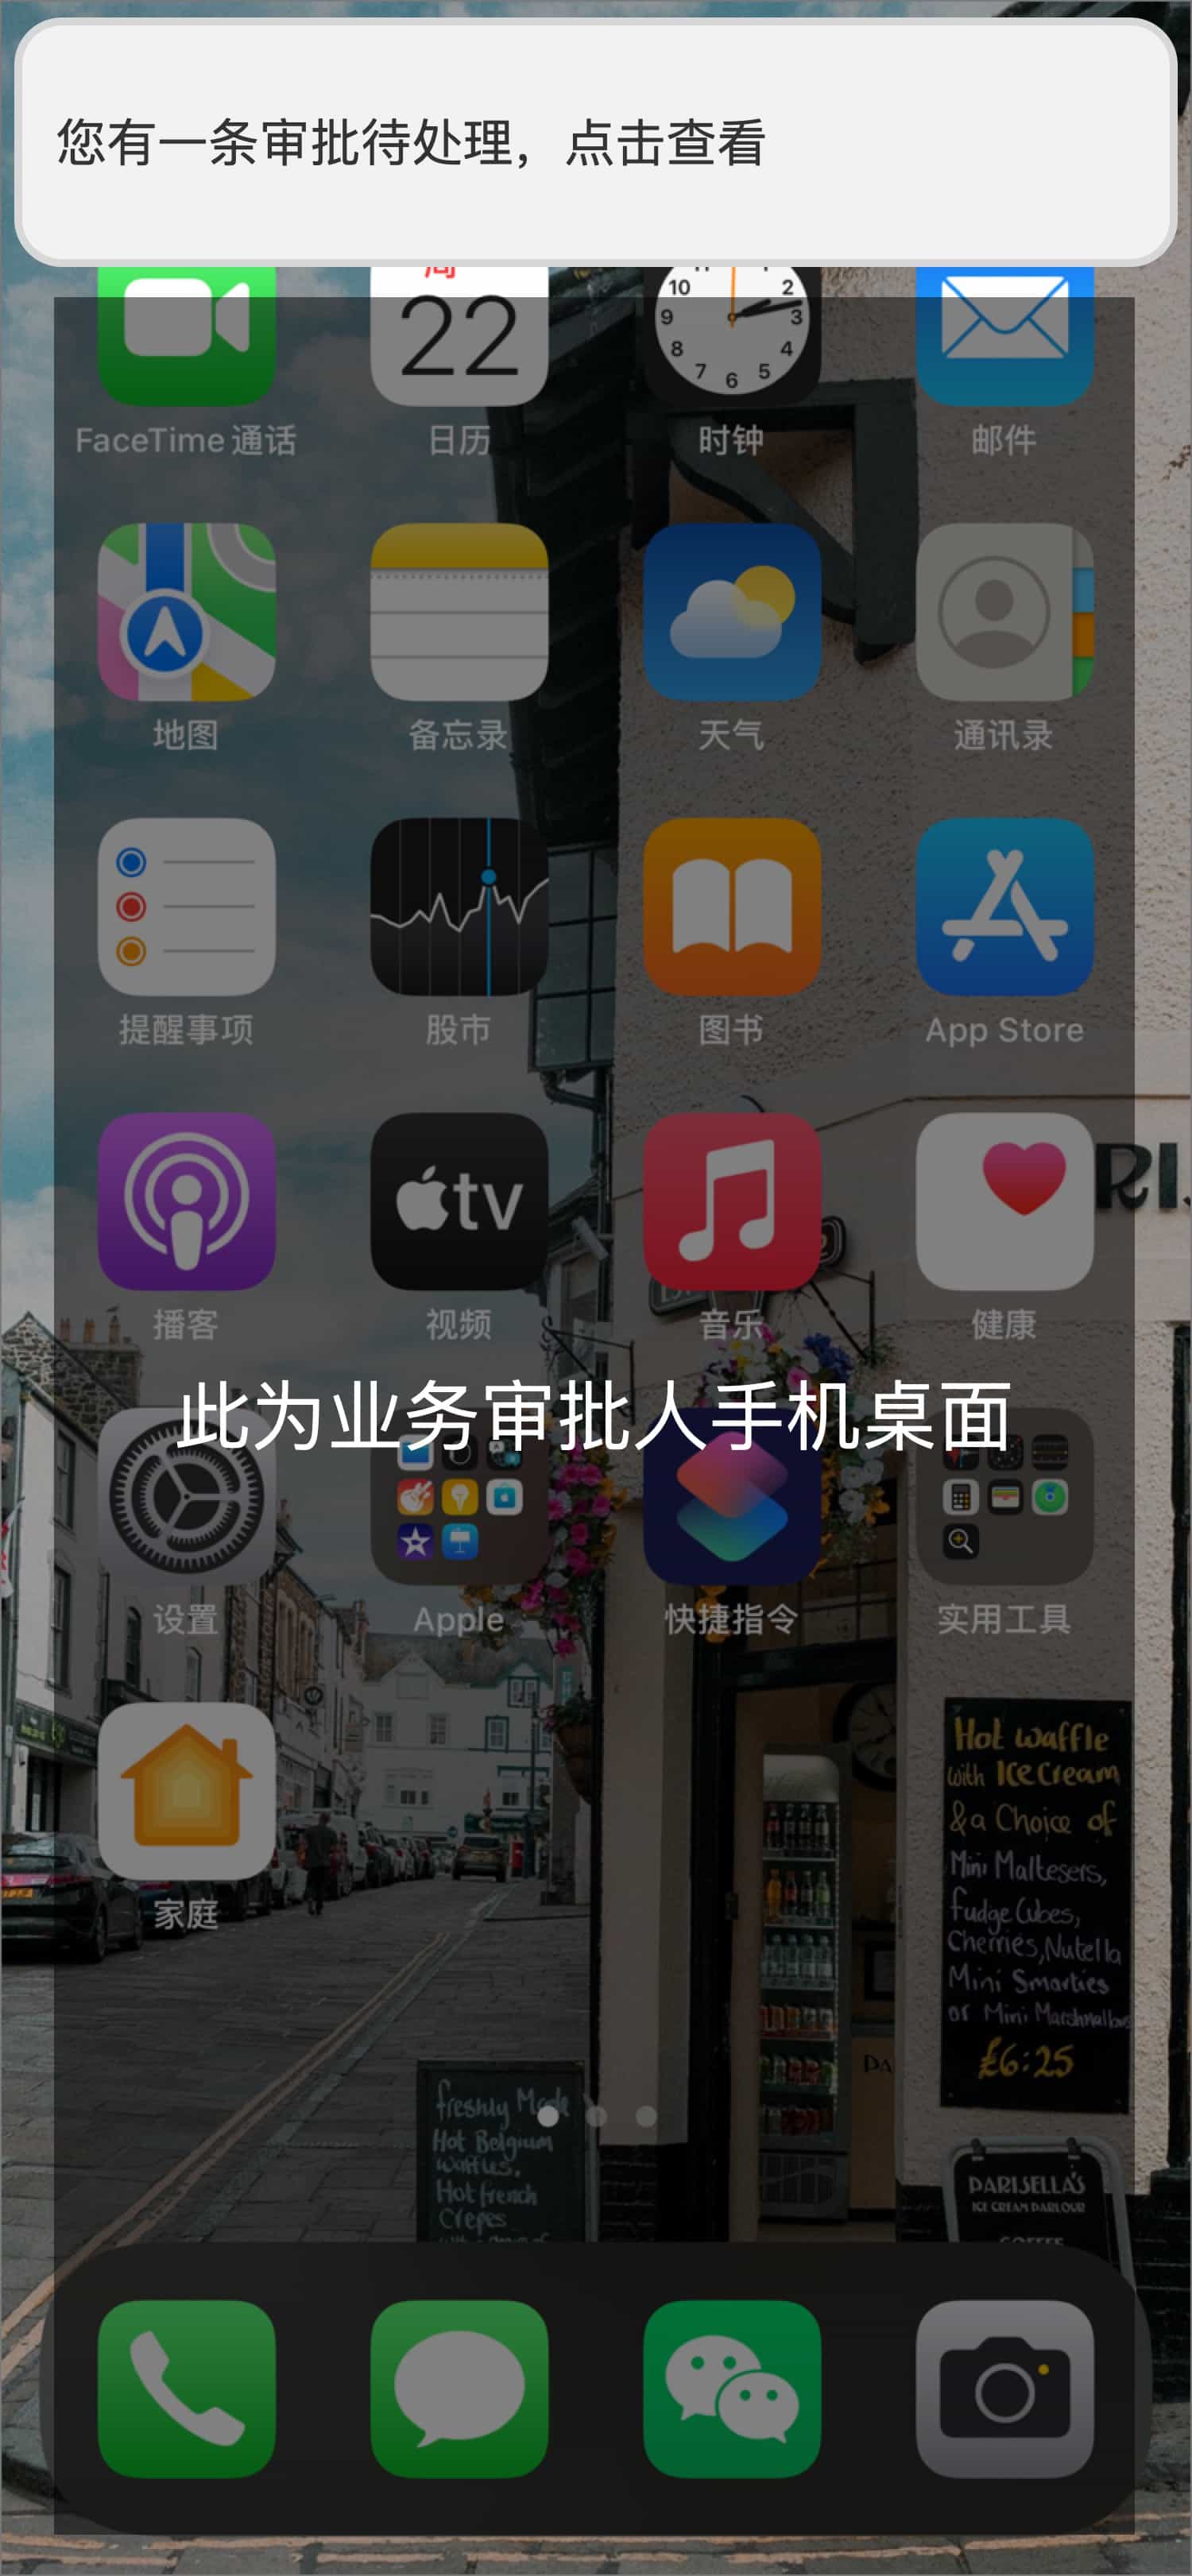 您有一条审批待处理，点击查看
周
22
10
2
9
3
8
4
7
6
5
FaceTime 通话
日历
时钟
邮件
地图
备忘录
天气
通讯录
提醒事项
股市
图书
App Store
tv
播客
视频
音乐
健康
此为业务审批人手机桌面
设置
Apple
快捷指令
实用工具
家庭
Hot waffle
with Ice Cream
& a Choice of
Mini Maltesers,
fudge Cubes,
Cherries, Nutella
Mini Smarties
or Mini Marshmallows
£6:25
freshly Made
Hot Belgium
waffles,
Hot french
Crepes
PARISELLA'S
ICE CREAM PARLOUR
COFFEE